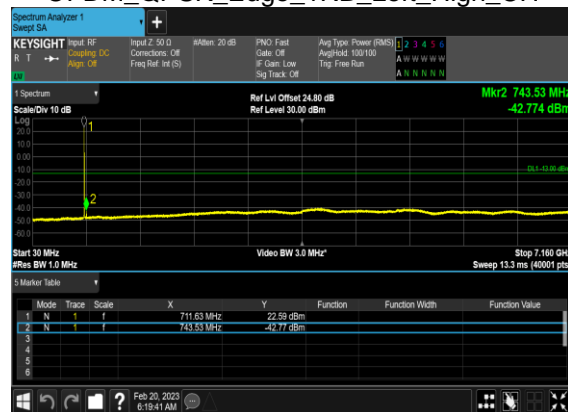 Spectrum Analyzer 1
Swept SA
KEYSIGHT Input: RF
R T Coupling: DC
Align: Off
Input Z: 50 Ω
Corrections: Off
Freq Ref: Int (S)
#Atten: 20 dB
PNO: Fast
Gate: Off
IF Gain: Low
Sig Track: Off
Avg Type: Power (RMS)
Avg|Hold: 100/100
Trig: Free Run
1 2 3 4 5 6
A W W W W W
A N N N N N
LU
1 Spectrum
Scale/Div 10 dB
Ref Lvl Offset 24.80 dB
Ref Level 30.00 dBm
Mkr2 743.53 MHz
-42.774 dBm
Log
20.0
10.0
0.00
-10.0
-20.0
-30.0
-40.0
-50.0
-60.0
1
2
DL1 -13.00 dBm
Start 30 MHz
#Res BW 1.0 MHz
Video BW 3.0 MHz*
Stop 7.160 GHz
Sweep 13.3 ms (40001 pts)
5 Marker Table
Mode Trace Scale X Y Function Function Width Function Value
1 N 1 f 711.63 MHz 22.59 dBm
2 N 1 f 743.53 MHz -42.77 dBm
3
4
5
6
Feb 20, 2023
6:19:41 AM